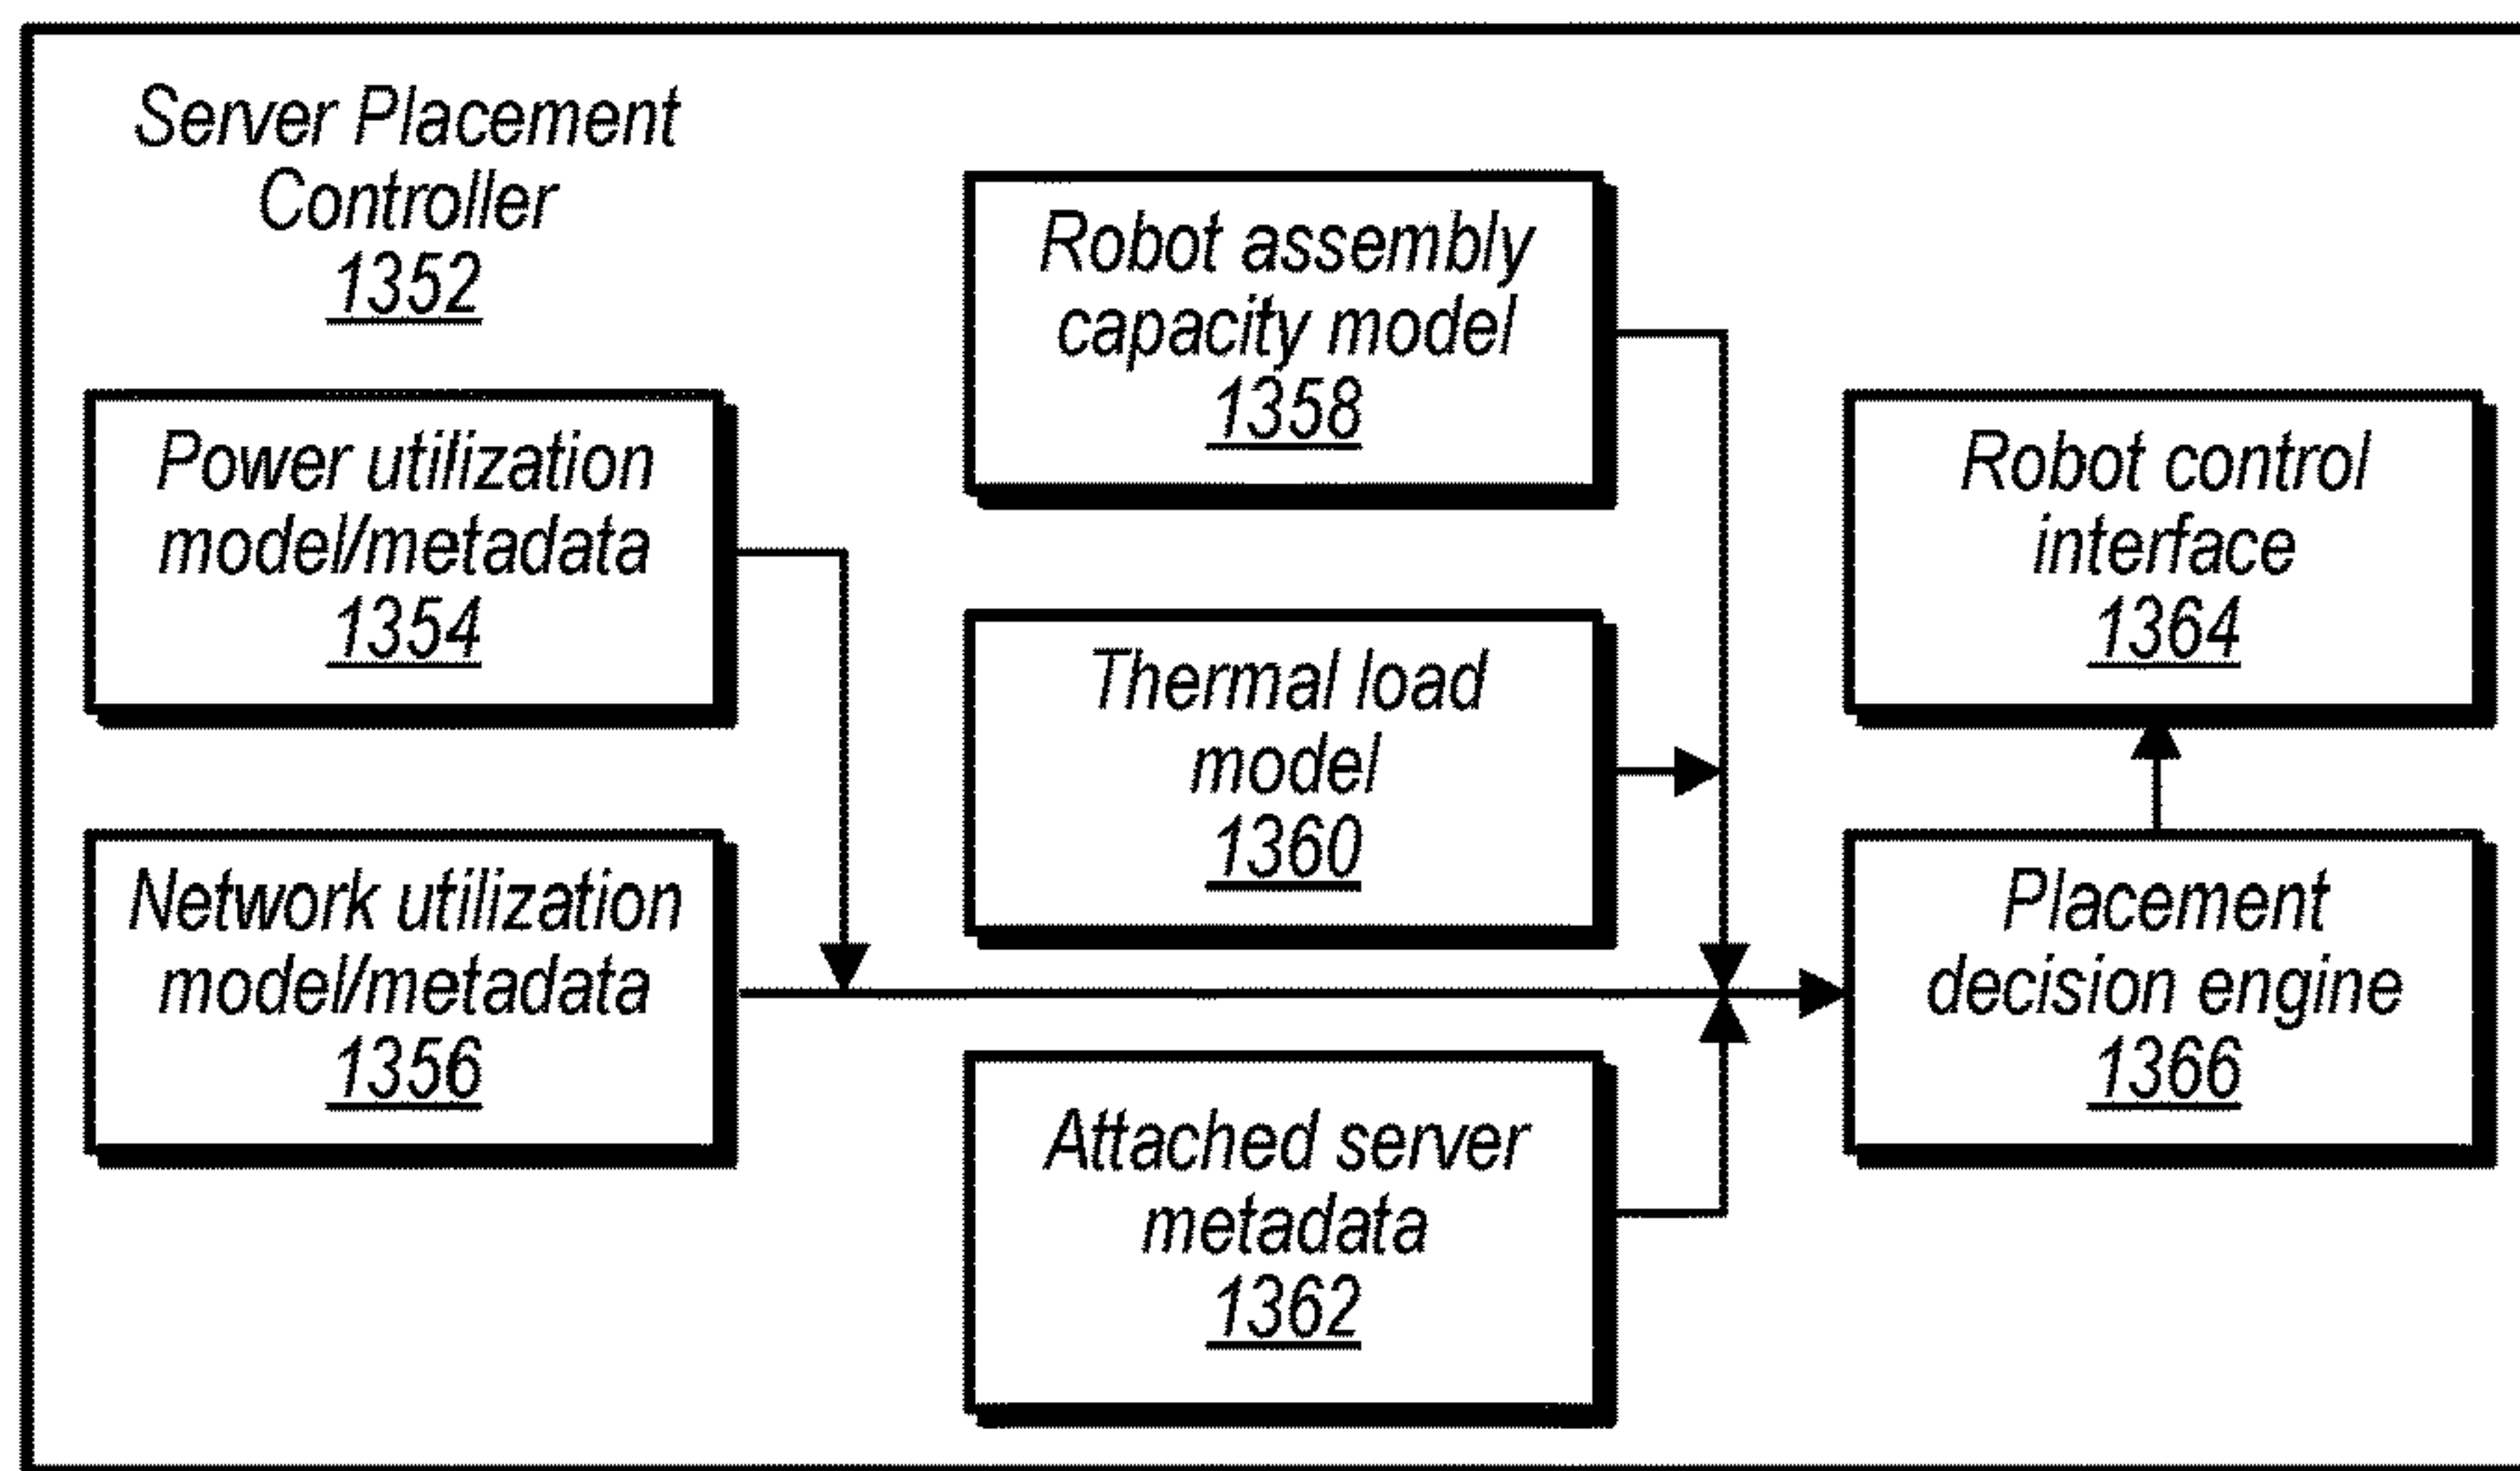 Server Placement
Controller
1352
Power utilization
model/metadata
1354
Network utilization
model/metadata
1356
Robot assembly
capacity model
1358
Thermal load
model
1360
Attached server
metadata
1362
Robot control
interface
1364
Placement
decision engine
1366